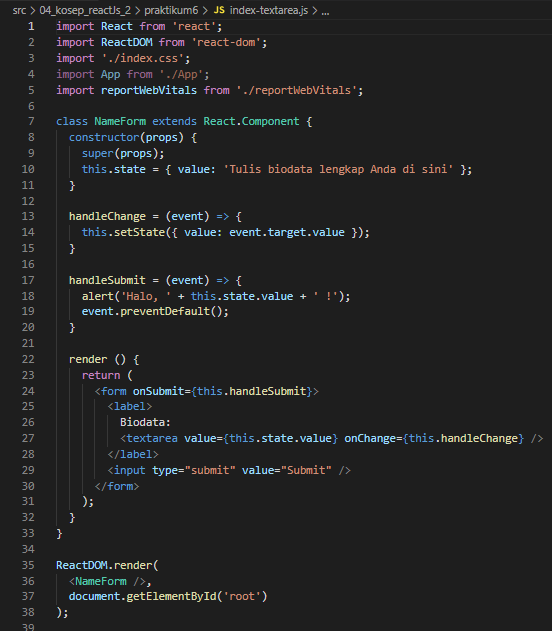 src > 04_kosep_reactJs_2 > praktikum6 > JS index-textarea.js > ...
1 import React from 'react';
2 import ReactDOM from 'react-dom';
3 import './index.css';
4 import App from './App';
5 import reportWebVitals from './reportWebVitals';
6
7 class NameForm extends React.Component {
8   constructor(props) {
9     super(props);
10     this.state = { value: 'Tulis biodata lengkap Anda di sini' };
11   }
12
13   handleChange = (event) => {
14     this.setState({ value: event.target.value });
15   }
16
17   handleSubmit = (event) => {
18     alert('Halo, ' + this.state.value + ' !');
19     event.preventDefault();
20   }
21
22   render () {
23     return (
24       <form onSubmit={this.handleSubmit}>
25         <label>
26           Biodata:
27           <textarea value={this.state.value} onChange={this.handleChange} />
28         </label>
29         <input type="submit" value="Submit" />
30       </form>
31     );
32   }
33 }
34
35 ReactDOM.render(
36   <NameForm />,
37   document.getElementById('root')
38 );
39